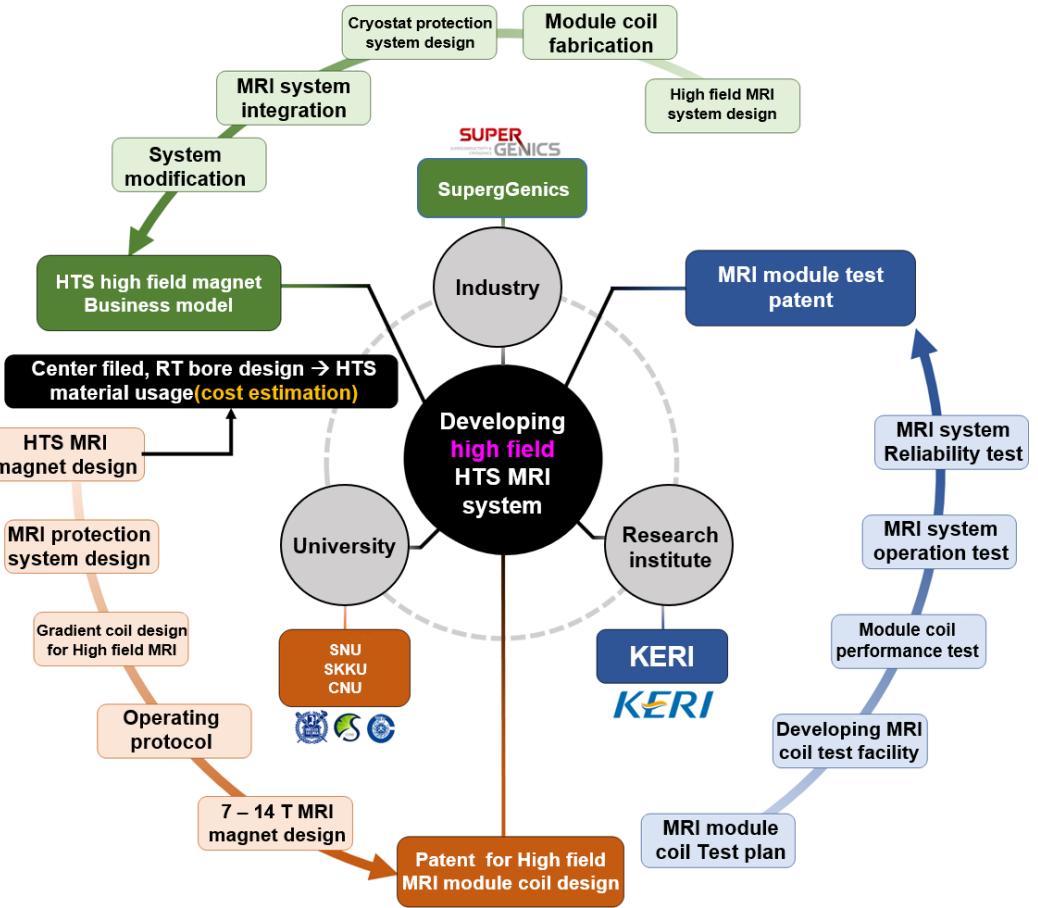 Cryostat protection
system design
Module coil
fabrication
High field MRI
system design
MRI system
integration
System
modification
SUPER
GENICS
SupergGenics
HTS high field magnet
Business model
Industry
MRI module test
patent
Center filed, RT bore design → HTS
material usage(cost estimation)
HTS MRI
magnet design
Developing
high field
HTS MRI
system
MRI system
Reliability test
MRI protection
system design
University
Research
institute
MRI system
operation test
Gradient coil design
for High field MRI
SNU
SKKU
CNU
KERI
KERI
Module coil
performance test
Operating
protocol
Developing MRI
coil test facility
7 – 14 T MRI
magnet design
MRI module
coil Test plan
Patent for High field
MRI module coil design